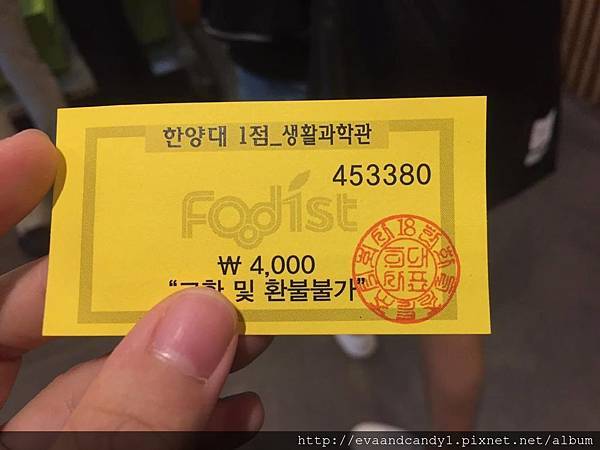 한양대 1점_생활과학관
453380
Foodist
₩ 4,000
및 환불불가"
18
http://evaandcandy1.pixnet.net/album